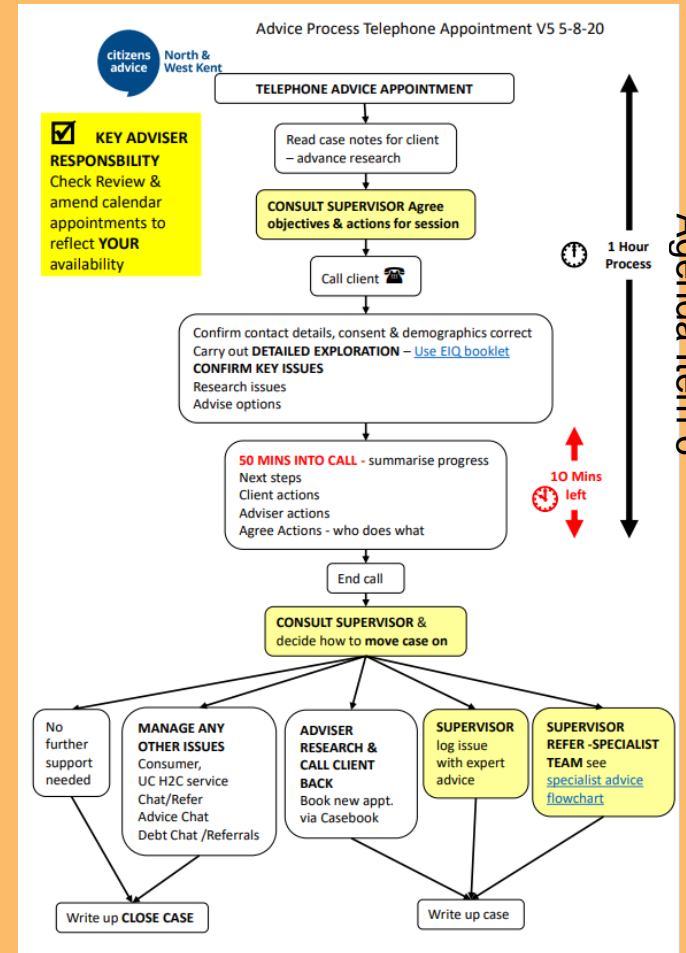 Advice Process Telephone Appointment V5 5-8-20
citizens
advice
North &
West Kent
TELEPHONE ADVICE APPOINTMENT
KEY ADVISER
RESPONSBILITY
Check Review &
amend calendar
appointments to
reflect YOUR
availability
Read case notes for client
– advance research
CONSULT SUPERVISOR Agree
objectives & actions for session
Call client
1 Hour
Process
Confirm contact details, consent & demographics correct
Carry out DETAILED EXPLORATION – Use EIQ booklet
CONFIRM KEY ISSUES
Research issues
Advise options
50 MINS INTO CALL - summarise progress
Next steps
Client actions
Adviser actions
Agree Actions - who does what
1O Mins
left
End call
CONSULT SUPERVISOR &
decide how to move case on
No
further
support
needed
MANAGE ANY
OTHER ISSUES
Consumer,
UC H2C service
Chat/Refer
Advice Chat
Debt Chat /Referrals
ADVISER
RESEARCH &
CALL CLIENT
BACK
Book new appt.
via Casebook
SUPERVISOR
log issue
with expert
advice
SUPERVISOR
REFER -SPECIALIST
TEAM see
specialist advice
flowchart
Write up CLOSE CASE
Write up case
Agenda Item